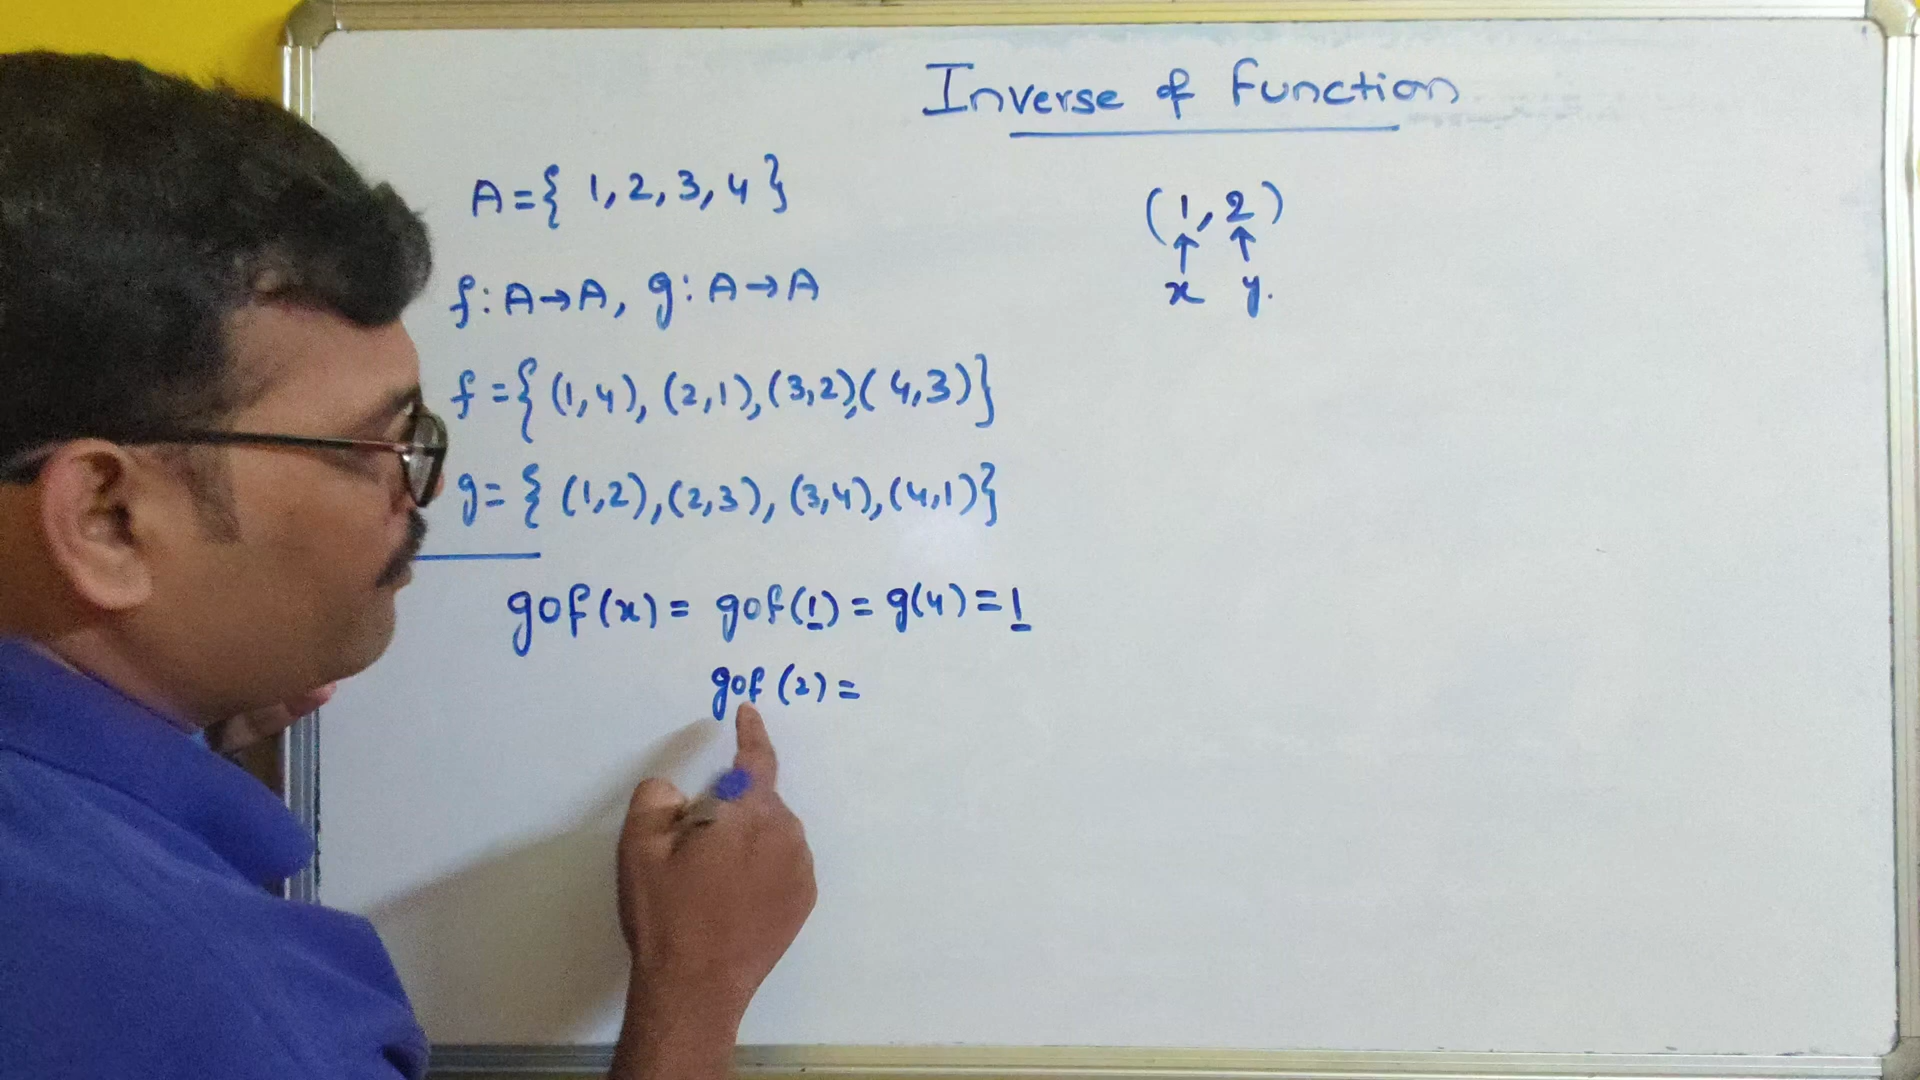 Inverse of Function
A={ 1,2,3,4 }
f:A→A, g:A→A
f={(1,4),(2,1),(3,2),(4,3)}
g={ (1,2),(2,3),(3,4),(4,1)}
gof(x)= gof(1)=g(4)=1
gof(2)=
(1,2)
↑ ↑
x y.